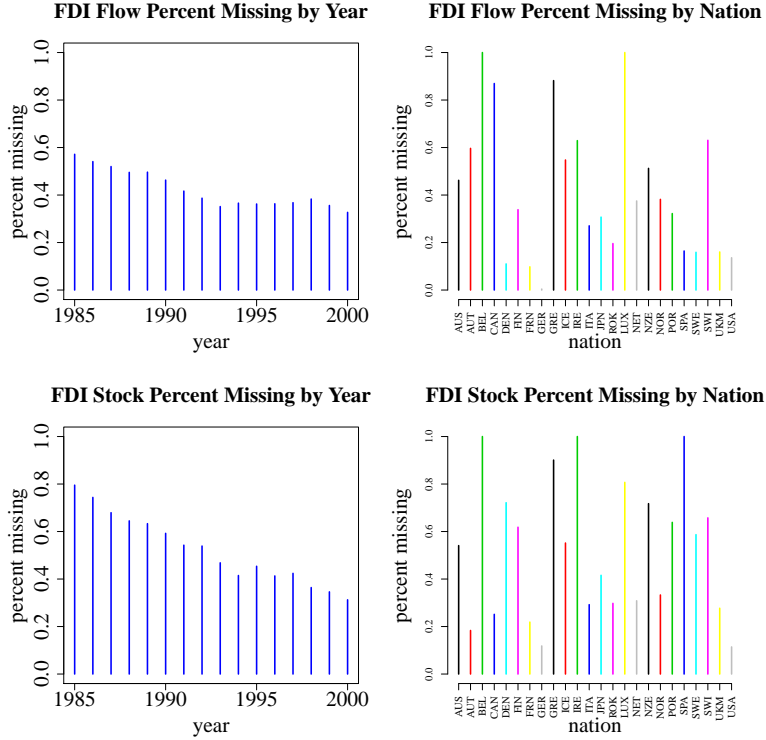 FDI Flow Percent Missing by Year
percent missing
1.0
0.8
0.6
0.4
0.2
0.0
1985 1990 1995 2000
year
FDI Flow Percent Missing by Nation
percent missing
1.0
0.8
0.6
0.4
0.2
0.0
AUS AUT BEL CAN DEN FIN FRN GER GRE ICE IRE ITA JPN ROK LUX NET NZE NOR POR SPA SWE SWI UKM USA
nation
FDI Stock Percent Missing by Year
percent missing
1.0
0.8
0.6
0.4
0.2
0.0
1985 1990 1995 2000
year
FDI Stock Percent Missing by Nation
percent missing
1.0
0.8
0.6
0.4
0.2
0.0
AUS AUT BEL CAN DEN FIN FRN GER GRE ICE IRE ITA JPN ROK LUX NET NZE NOR POR SPA SWE SWI UKM USA
nation